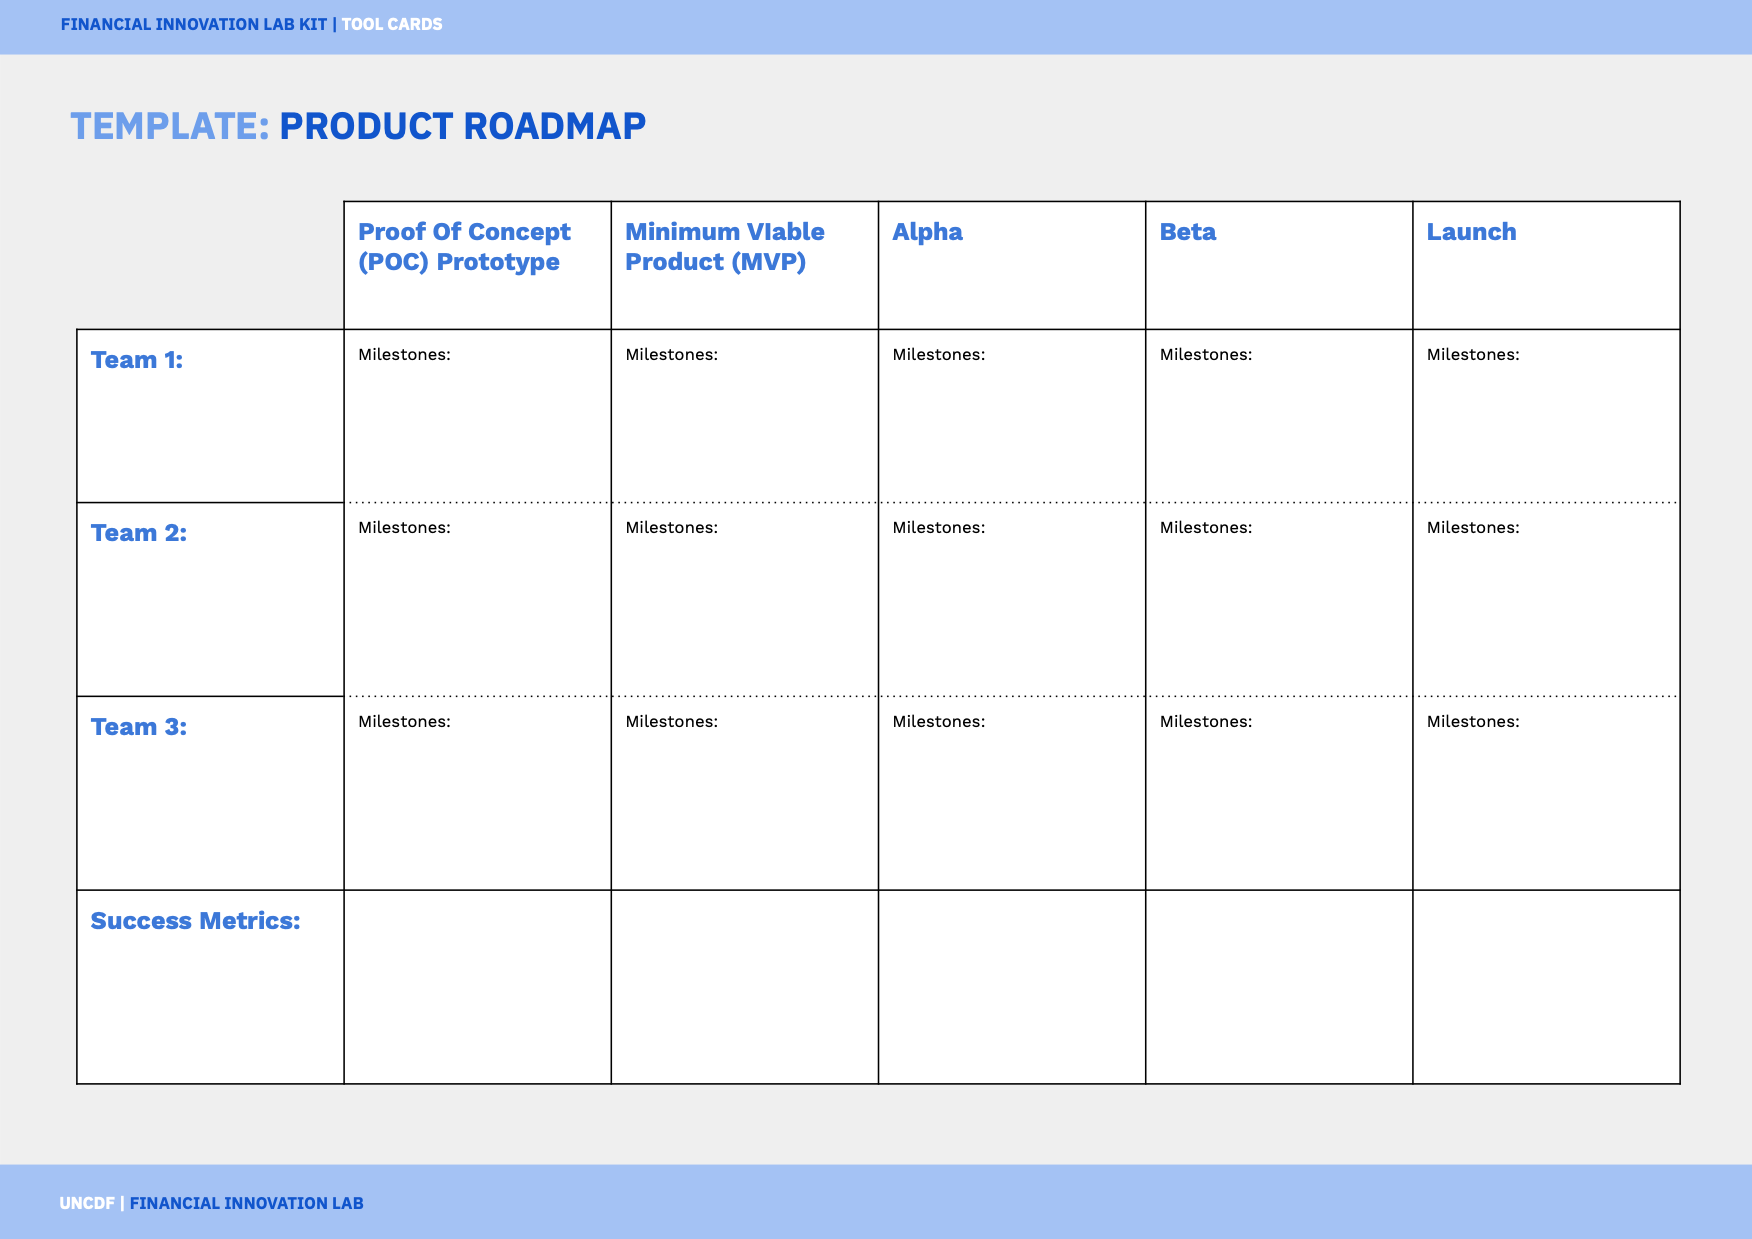 FINANCIAL INNOVATION LAB KIT | TOOL CARDS
TEMPLATE: PRODUCT ROADMAP
Proof Of Concept
(POC) Prototype
Minimum VIable
Product (MVP)
Alpha
Beta
Launch
Team 1:
Milestones:
Milestones:
Milestones:
Milestones:
Milestones:
Team 2:
Milestones:
Milestones:
Milestones:
Milestones:
Milestones:
Team 3:
Milestones:
Milestones:
Milestones:
Milestones:
Milestones:
Success Metrics:
UNCDF | FINANCIAL INNOVATION LAB